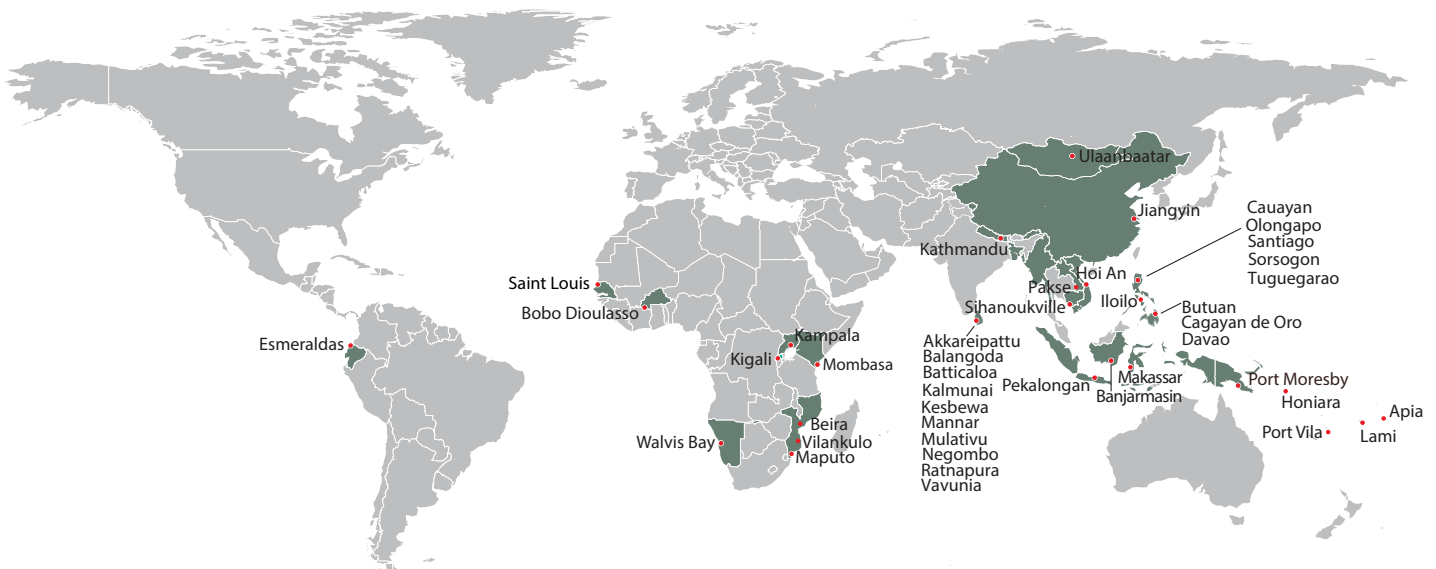 Ulaanbaatar
Jiangyin
Kathmandu
Cauayan
Olongapo
Santiago
Sorsogon
Tuguegarao
Hoi An
Pakse
Sihanoukville
Iloilo
Butuan
Cagayan de Oro
Davao
Saint Louis
Bobo Dioulasso
Esmeraldas
Kampala
Kigali
Mombasa
Akkareipattu
Balangoda
Batticaloa
Kalmunai
Kesbewa
Mannar
Mulativu
Negombo
Ratnapura
Vavunia
Pekalongan
Makassar
Banjarmasin
Port Moresby
Honiara
Apia
Port Vila
Lami
Walvis Bay
Beira
Vilankulo
Maputo